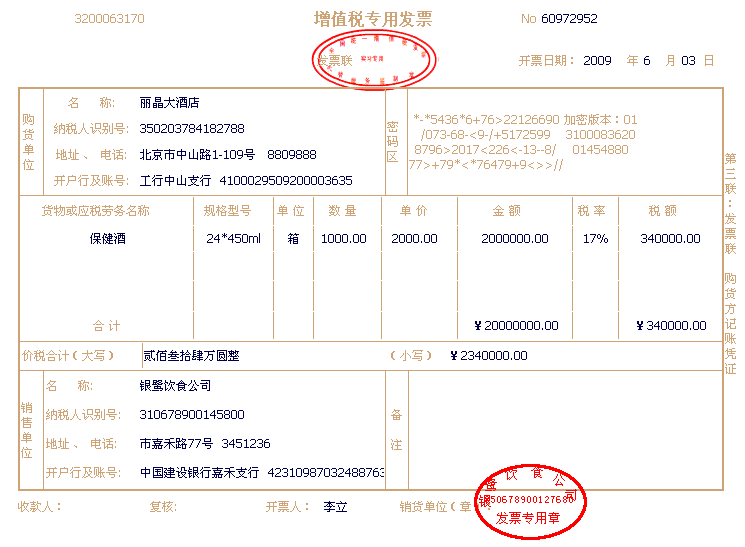 3200063170
增值税专用发票
No 60972952
发票联
开票日期： 2009 年 6 月 03 日
购货单位
名 称: 丽晶大酒店
纳税人识别号: 350203784182788
地址 、 电话: 北京市中山路1-109号 8809888
开户行及账号: 工行中山支行 4100029509200003635
密码区
*-*5436*6+76>22126690 加密版本：01
/073-68-<9-/+5172599 3100083620
8796>2017<226<-13--8/ 01454880
77>+79*<*76479+9<>>//
货物或应税劳务名称 规格型号 单 位 数 量 单 价 金 额 税 率 税 额
保健酒 24*450ml 箱 1000.00 2000.00 2000000.00 17% 340000.00
合 计 ￥20000000.00 ￥340000.00
价税合计（大写） 贰佰叁拾肆万圆整 （小写） ￥2340000.00
销售单位
名 称: 银鹭饮食公司
纳税人识别号: 310678900145800
地址 、 电话: 市嘉禾路77号 3451236
开户行及账号: 中国建设银行嘉禾支行 42310987032488763
备注
第三联：发票联 购货方记账凭证
收款人： 复核: 开票人： 李立 销货单位（章
银鹭饮食公司
350678900127680
发票专用章